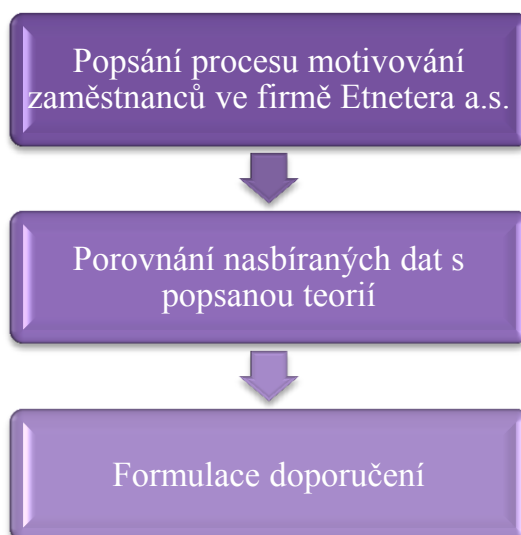 Popsání procesu motivování
zaměstnanců ve firmě Etnetera a.s.
Porovnání nasbíraných dat s
popsanou teorií
Formulace doporučení